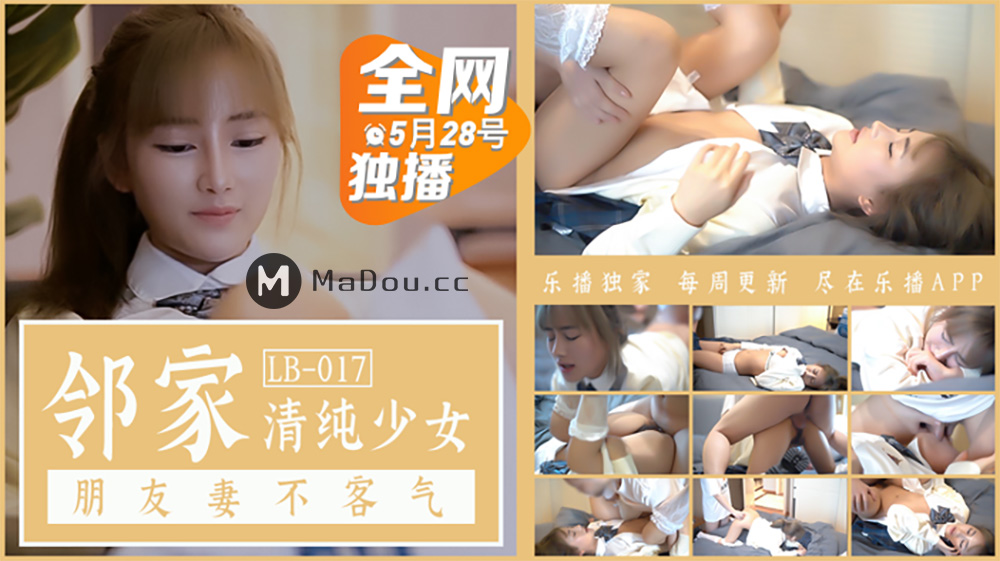 全网
5月28号
独播
MaDou.cc
邻家
LB-017
清纯少女
朋友妻不客气
乐播独家 每周更新 尽在乐播APP